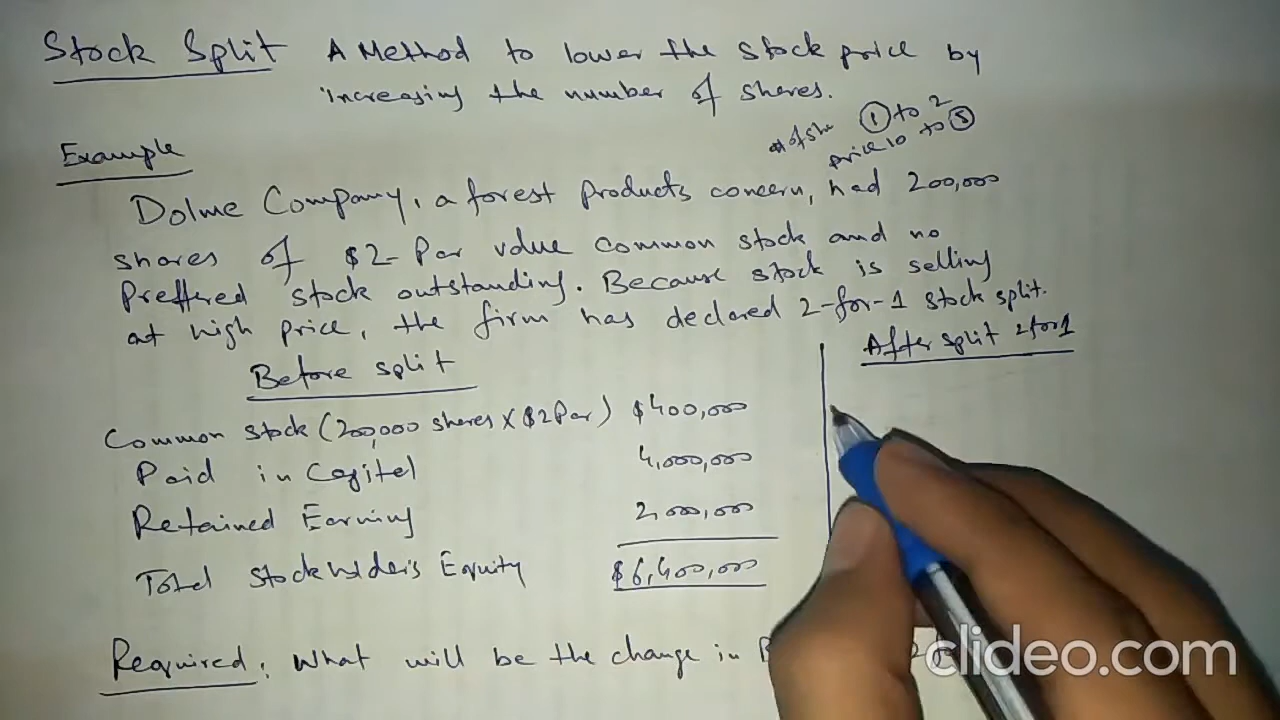 Stock Split A Method to lower the stock price by
increasing the number of shares.
# of sha 1 to 2
price 10 to 5
Example
Dolme Company, a forest products concern, had 200,000
shares of $2-Par value common stock and no
preffered stock outstanding. Because stock is selling
at high price, the firm has declared 2-for-1 stock split.
Before split
After split 2 for 1
Common stock (200,000 shares x $2 Par) $400,000
Paid in Capitel 4,000,000
Retained Earning 2,000,000
Total stockholder's Equity $6,400,000
Required: What will be the change in
clideo.com